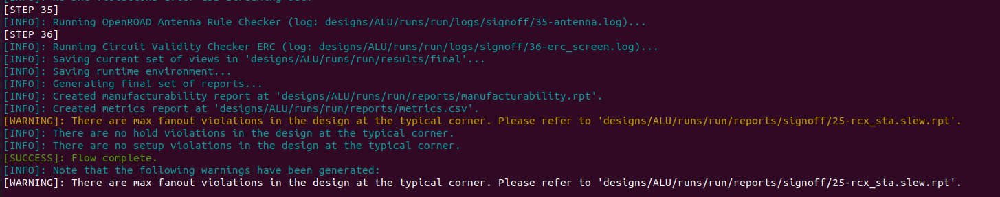 [STEP 35]
[INFO]: Running OpenROAD Antenna Rule Checker (log: designs/ALU/runs/run/logs/signoff/35-antenna.log)...
[STEP 36]
[INFO]: Running Circuit Validity Checker ERC (log: designs/ALU/runs/run/logs/signoff/36-erc_screen.log)...
[INFO]: Saving current set of views in 'designs/ALU/runs/run/results/final'...
[INFO]: Saving runtime environment...
[INFO]: Generating final set of reports...
[INFO]: Created manufacturability report at 'designs/ALU/runs/run/reports/manufacturability.rpt'.
[INFO]: Created metrics report at 'designs/ALU/runs/run/reports/metrics.csv'.
[WARNING]: There are max fanout violations in the design at the typical corner. Please refer to 'designs/ALU/runs/run/reports/signoff/25-rcx_sta.slew.rpt'.
[INFO]: There are no hold violations in the design at the typical corner.
[INFO]: There are no setup violations in the design at the typical corner.
[SUCCESS]: Flow complete.
[INFO]: Note that the following warnings have been generated:
[WARNING]: There are max fanout violations in the design at the typical corner. Please refer to 'designs/ALU/runs/run/reports/signoff/25-rcx_sta.slew.rpt'.